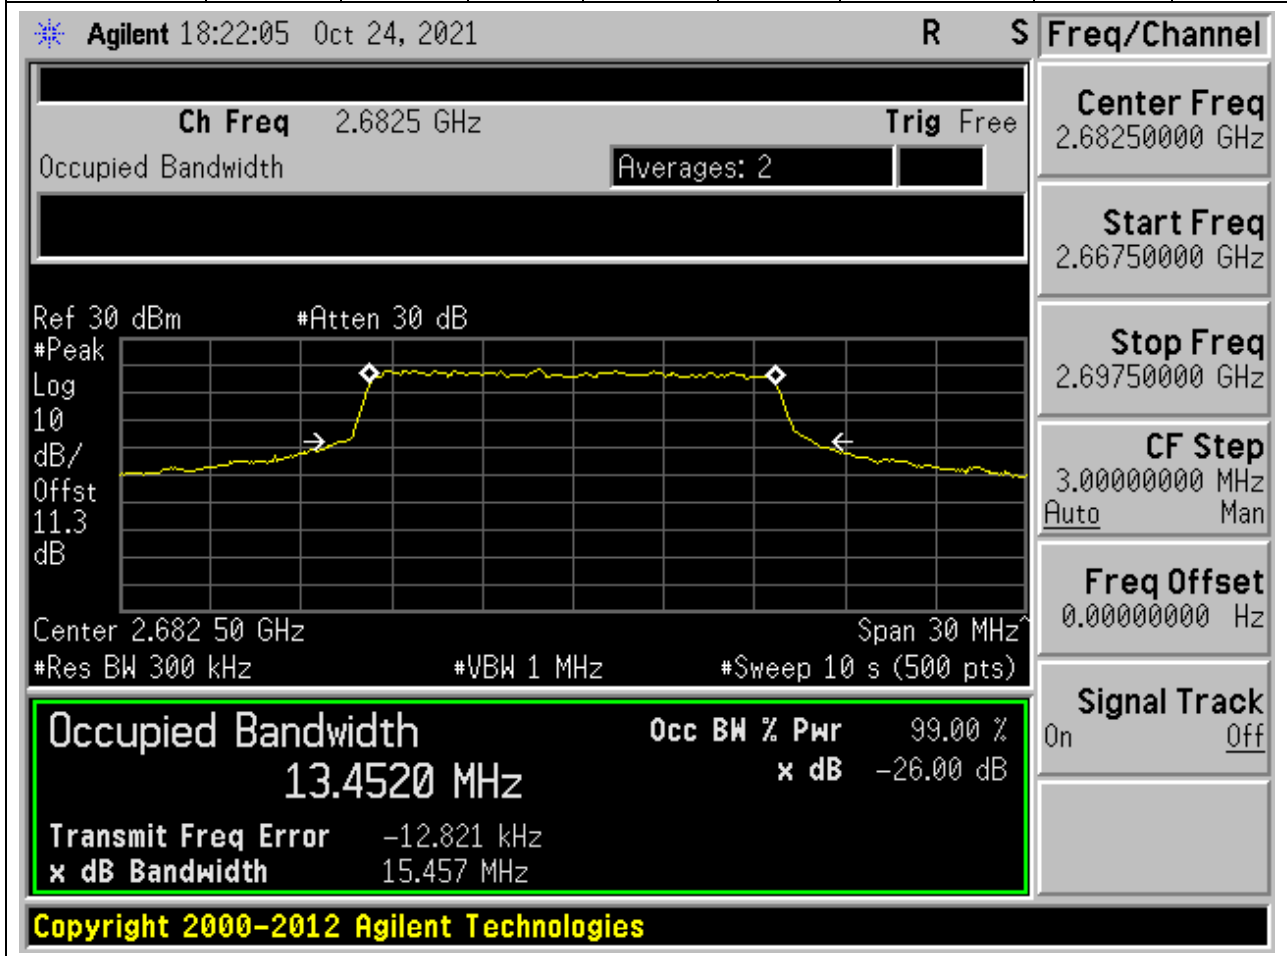 Agilent 18:22:05 Oct 24, 2021 R S Freq/Channel
Ch Freq 2.6825 GHz Trig Free
Occupied Bandwidth Averages: 2
Center Freq
2.68250000 GHz
Start Freq
2.66750000 GHz
Stop Freq
2.69750000 GHz
CF Step
3.00000000 MHz
Auto Man
Freq Offset
0.00000000 Hz
Signal Track
On Off
Ref 30 dBm #Atten 30 dB
#Peak
Log
10
dB/
Offst
11.3
dB
Center 2.682 50 GHz Span 30 MHz^
#Res BW 300 kHz #VBW 1 MHz #Sweep 10 s (500 pts)
Occupied Bandwidth Occ BW % Pwr 99.00 %
13.4520 MHz x dB -26.00 dB
Transmit Freq Error -12.821 kHz
x dB Bandwidth 15.457 MHz
Copyright 2000-2012 Agilent Technologies